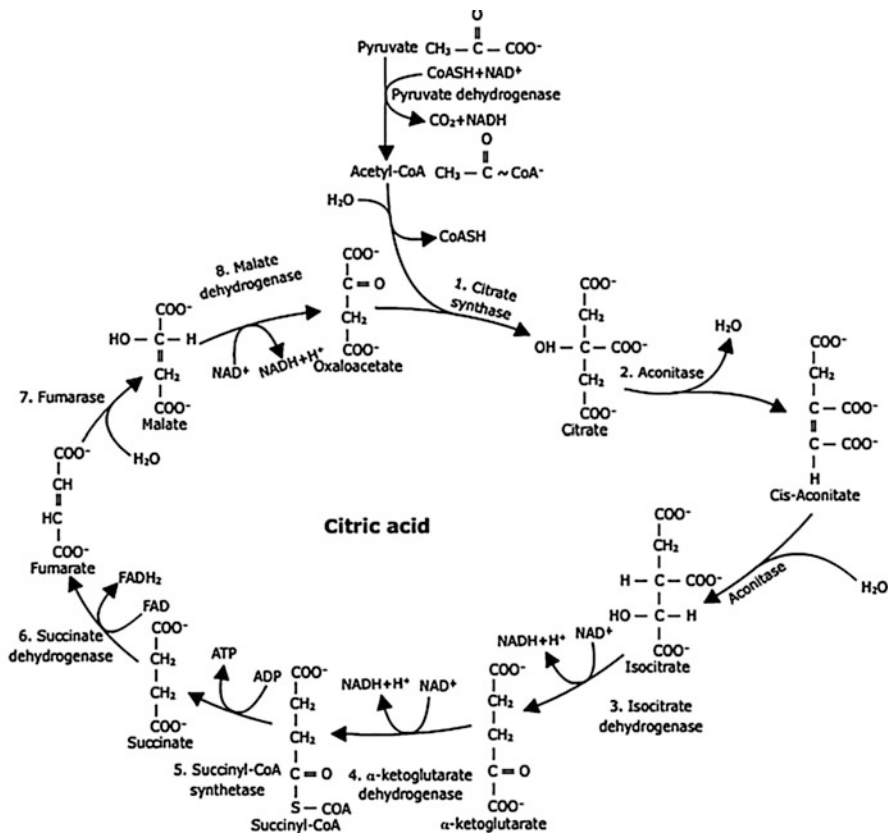 O
Pyruvate CH₃ — C — COO⁻
CoASH+NAD⁺
Pyruvate dehydrogenase
CO₂+NADH
O
Acetyl-CoA CH₃ — C ~CoA⁻
H₂O
CoASH
8. Malate
dehydrogenase
COO⁻
C=O
CH₂
COO⁻
Oxaloacetate
NAD⁺
NADH+H⁺
1. Citrate
synthase
COO⁻
CH₂
OH — C — COO⁻
CH₂
COO⁻
Citrate
2. Aconitase
H₂O
COO⁻
CH₂
C — COO⁻
C — COO⁻
H
Cis-Aconitate
Aconitase
H₂O
COO⁻
CH₂
H — C — COO⁻
HO — C — H
COO⁻
Isocitrate
NAD⁺
NADH+H⁺
3. Isocitrate
dehydrogenase
COO⁻
CH₂
CH₂
C=O
COO⁻
α-ketoglutarate
NAD⁺
NADH+H⁺
4. α-ketoglutarate
dehydrogenase
COO⁻
CH₂
CH₂
C=O
S — COA
Succinyl-CoA
ADP
ATP
5. Succinyl-CoA
synthetase
COO⁻
CH₂
CH₂
COO⁻
Succinate
FAD
FADH₂
6. Succinate
dehydrogenase
COO⁻
CH
HC
COO⁻
Fumarate
7. Fumarase
H₂O
COO⁻
HO — C — H
CH₂
COO⁻
Malate
Citric acid